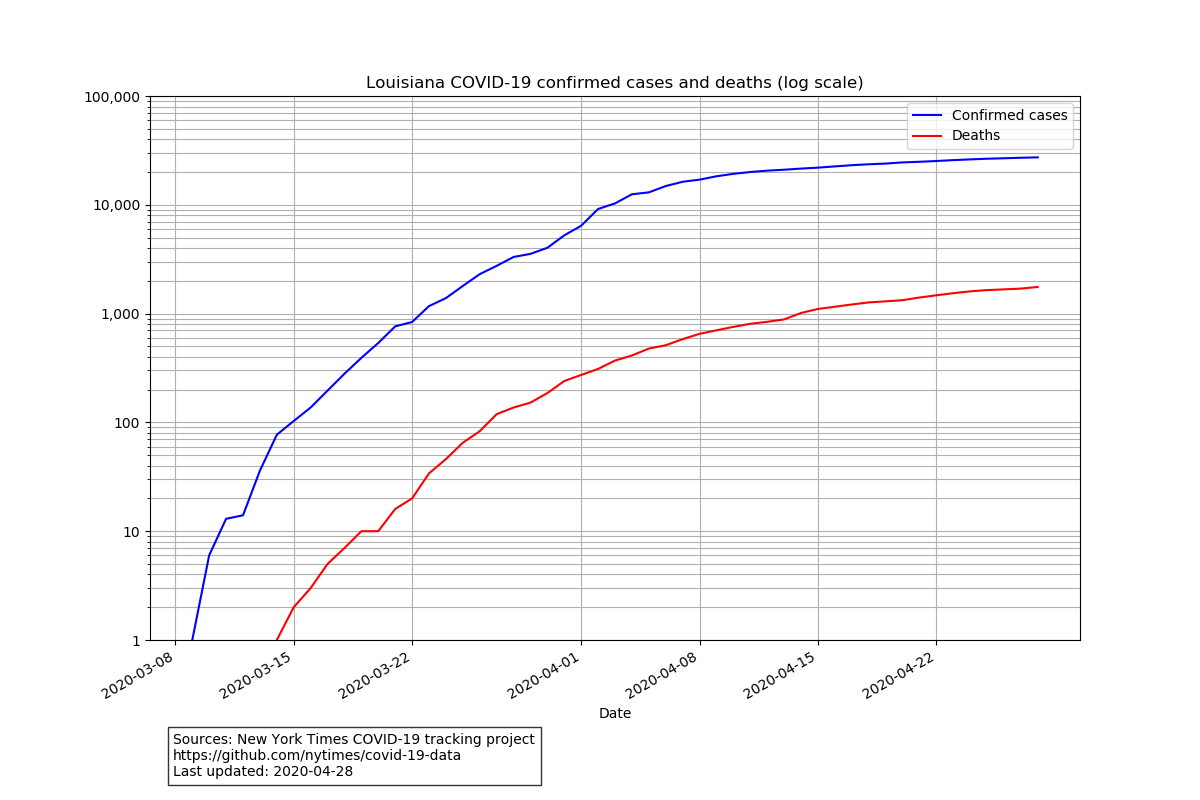 Louisiana COVID-19 confirmed cases and deaths (log scale)
100,000
10,000
1,000
100
10
1
Confirmed cases
Deaths
2020-03-08
2020-03-15
2020-03-22
2020-04-01
2020-04-08
2020-04-15
2020-04-22
Date
Sources: New York Times COVID-19 tracking project
https://github.com/nytimes/covid-19-data
Last updated: 2020-04-28